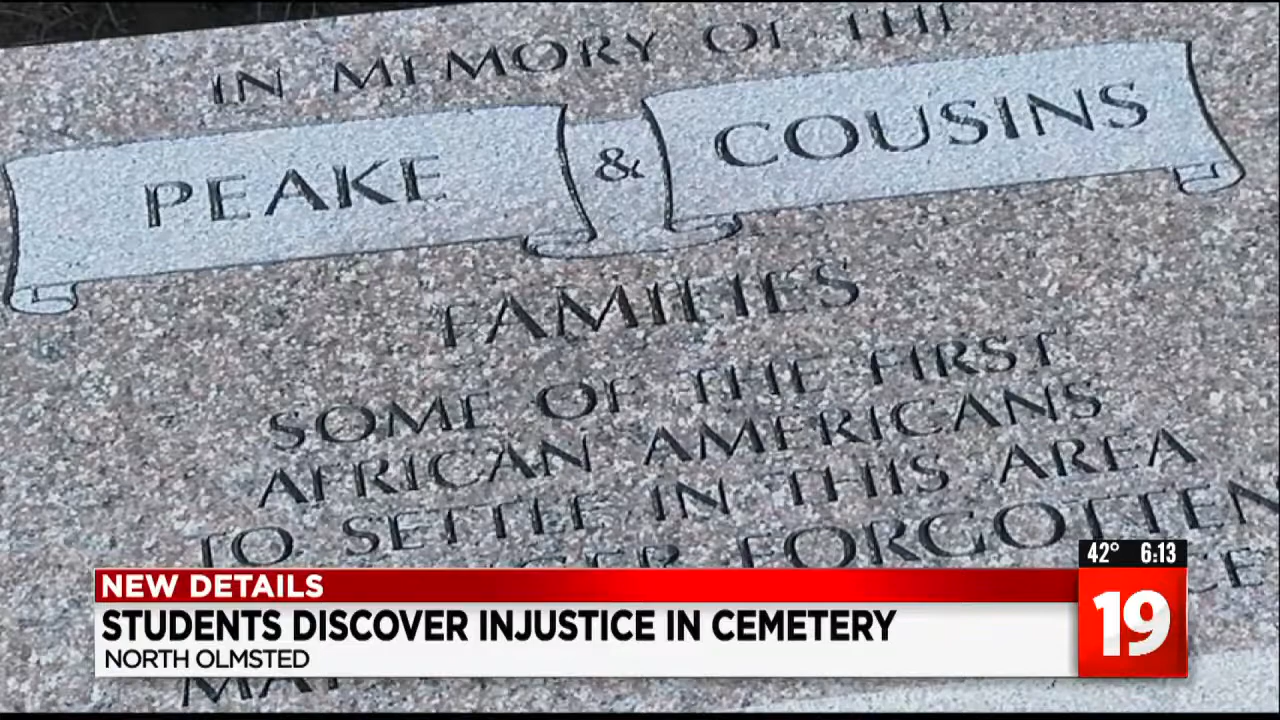 IN MEMORY OF THE
PEAKE & COUSINS
FAMILIES
SOME OF THE FIRST
AFRICAN AMERICANS
TO SETTLE IN THIS AREA
FORGOTTEN
42° 6:13
NEW DETAILS
19
STUDENTS DISCOVER INJUSTICE IN CEMETERY
NORTH OLMSTED